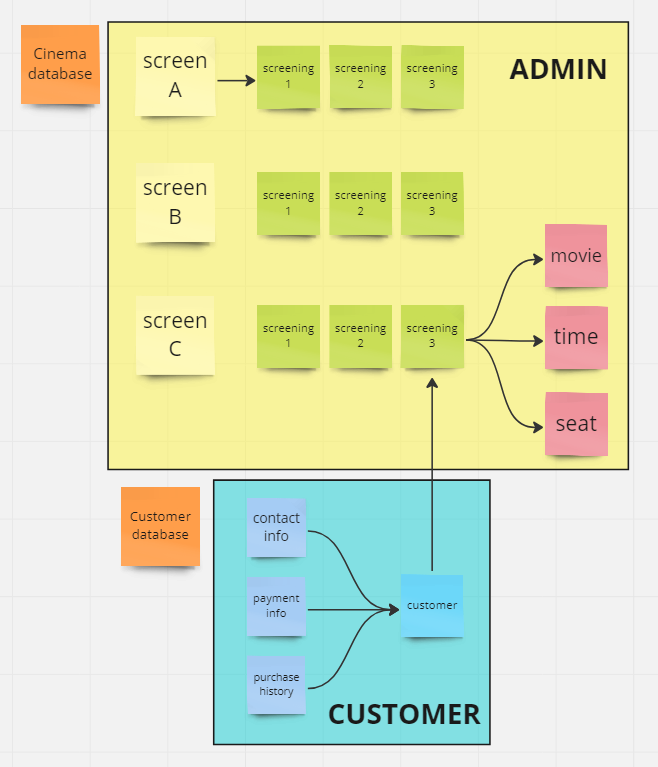 Cinema
database
screen
A
screening
1
screening
2
screening
3
ADMIN
screen
B
screening
1
screening
2
screening
3
screen
C
screening
1
screening
2
screening
3
movie
time
seat
Customer
database
contact
info
payment
info
purchase
history
customer
CUSTOMER